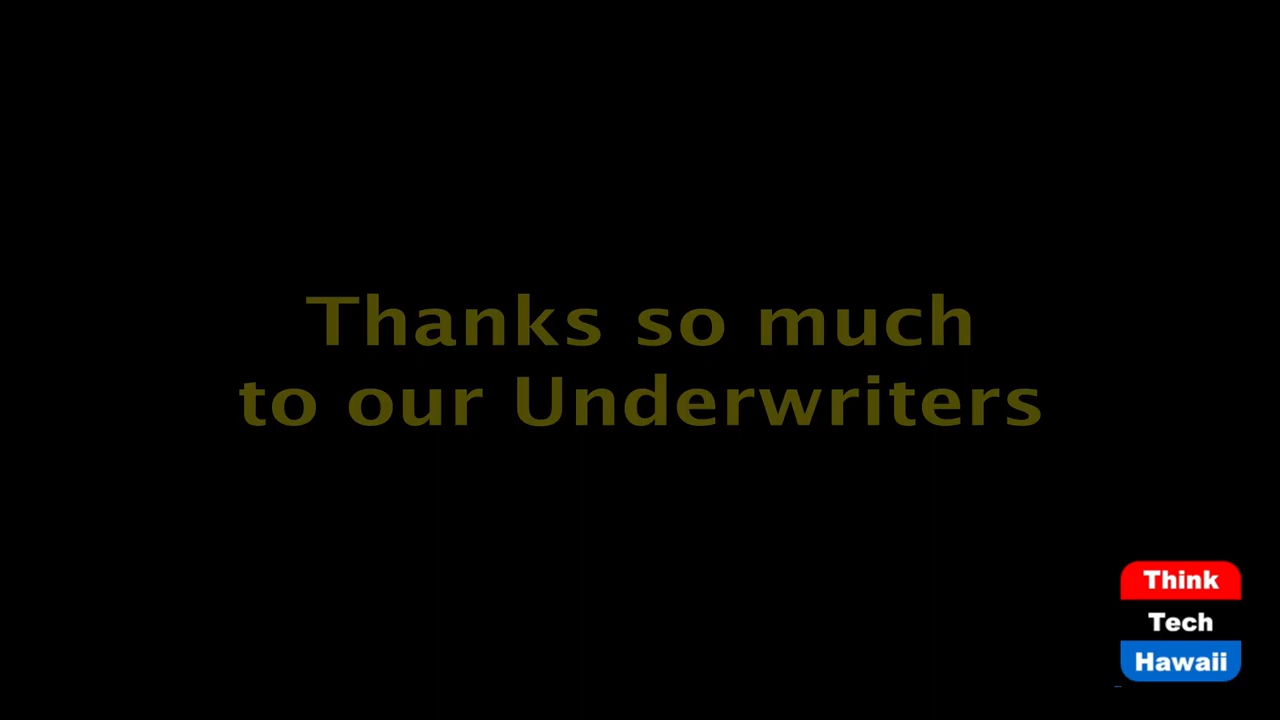 Thanks so much
to our Underwriters
Think
Tech
Hawaii